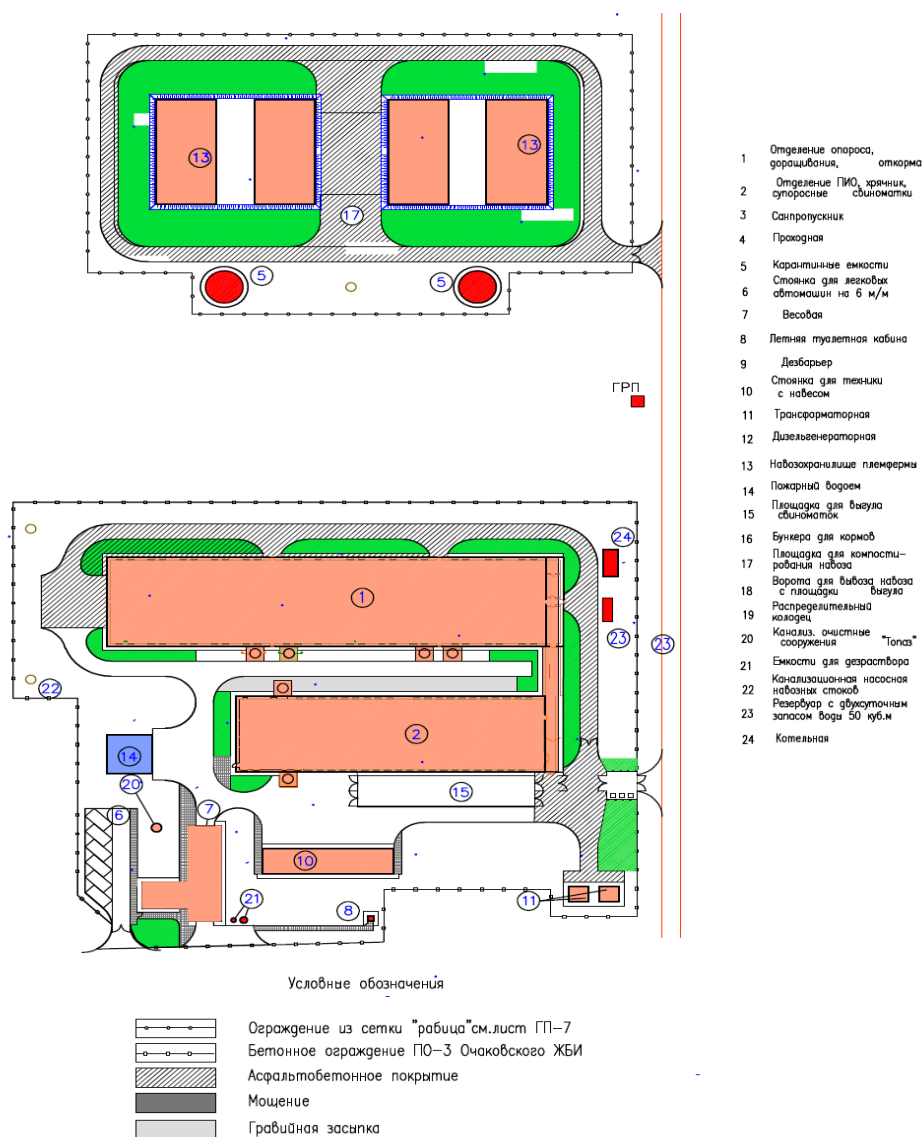 13
13
17
5
5
ГРП
1
24
23
23
22
2
14
20
15
6
7
10
21
8
11
1 Отделение опороса,
доращивания, откорма
2 Отделение ПИО, хрячник,
супоросные свиноматки
3 Санпропускник
4 Проходная
5 Карантинные емкости
6 Стоянка для легковых
автомашин на 6 м/м
7 Весовая
8 Летняя туалетная кабина
9 Дезбарьер
10 Стоянка для техники
с навесом
11 Трансформаторная
12 Дизельгенераторная
13 Навозохранилище племфермы
14 Пожарный водоем
15 Площадка для выгула
свиноматок
16 Бункера для кормов
17 Площадка для компости-
рования навоза
18 Ворота для вывоза навоза
с площадки выгула
19 Распределительный
колодец
20 Канализ. очистные
сооружения "Топаз"
21 Емкости для дезраствора
22 Канализационная насосная
навозных стоков
23 Резервуар с двухсуточным
запасом воды 50 куб.м
24 Котельная
Условные обозначения
Ограждение из сетки "рабица"см.лист ГП-7
Бетонное ограждение ПО-3 Очаковского ЖБИ
Асфальтобетонное покрытие
Мощение
Гравийная засыпка